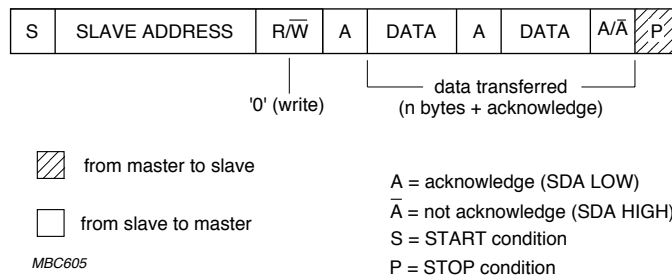 S SLAVE ADDRESS R/W̅ A DATA A DATA A/A̅ P
'0' (write)
data transferred
(n bytes + acknowledge)
from master to slave
from slave to master
A = acknowledge (SDA LOW)
A̅ = not acknowledge (SDA HIGH)
S = START condition
P = STOP condition
MBC605